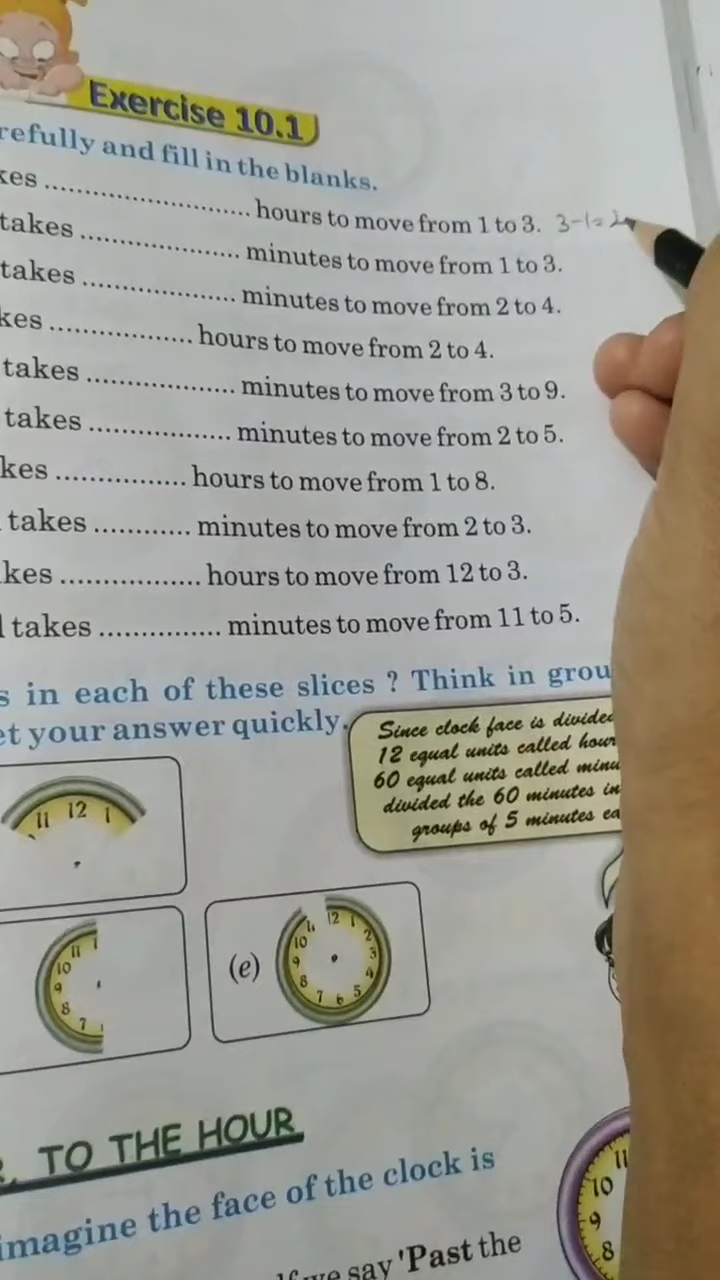 Exercise 10.1
refully and fill in the blanks.
kes .......................... hours to move from 1 to 3. 3-1=2
takes .................... minutes to move from 1 to 3.
takes .................... minutes to move from 2 to 4.
kes .................. hours to move from 2 to 4.
takes ................... minutes to move from 3 to 9.
takes .................. minutes to move from 2 to 5.
kes ................ hours to move from 1 to 8.
takes ............ minutes to move from 2 to 3.
kes ................. hours to move from 12 to 3.
l takes ............... minutes to move from 11 to 5.
s in each of these slices ? Think in grou
et your answer quickly.
Since clock face is divided
12 equal units called hour
60 equal units called minu
divided the 60 minutes in
groups of 5 minutes ea
11 12 1
11
10
9
8
7
(e)
12 1 2 3 4 5 6 7 8 9 10
TO THE HOUR
imagine the face of the clock is
say 'Past the
11
10
9
8